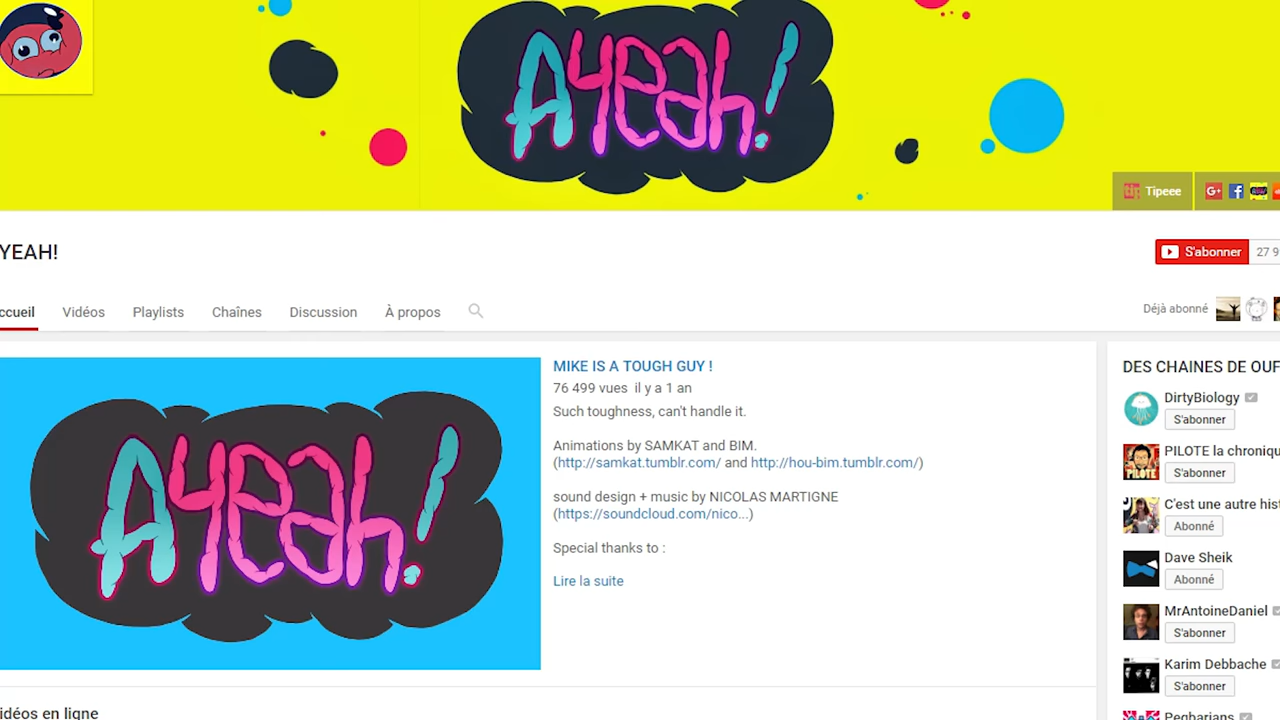 AYeah!
Tipeee
YEAH!
S'abonner 27 9
ccueil Vidéos Playlists Chaînes Discussion À propos
Déjà abonné
AYeah!
MIKE IS A TOUGH GUY !
76 499 vues il y a 1 an
Such toughness, can't handle it.
Animations by SAMKAT and BIM.
(http://samkat.tumblr.com/ and http://hou-bim.tumblr.com/)
sound design + music by NICOLAS MARTIGNE
(https://soundcloud.com/nico...)
Special thanks to :
Lire la suite
DES CHAINES DE OUF
DirtyBiology
S'abonner
PILOTE la chroniqu
S'abonner
C'est une autre hist
Abonné
Dave Sheik
Abonné
MrAntoineDaniel
S'abonner
Karim Debbache
S'abonner
idéos en ligne